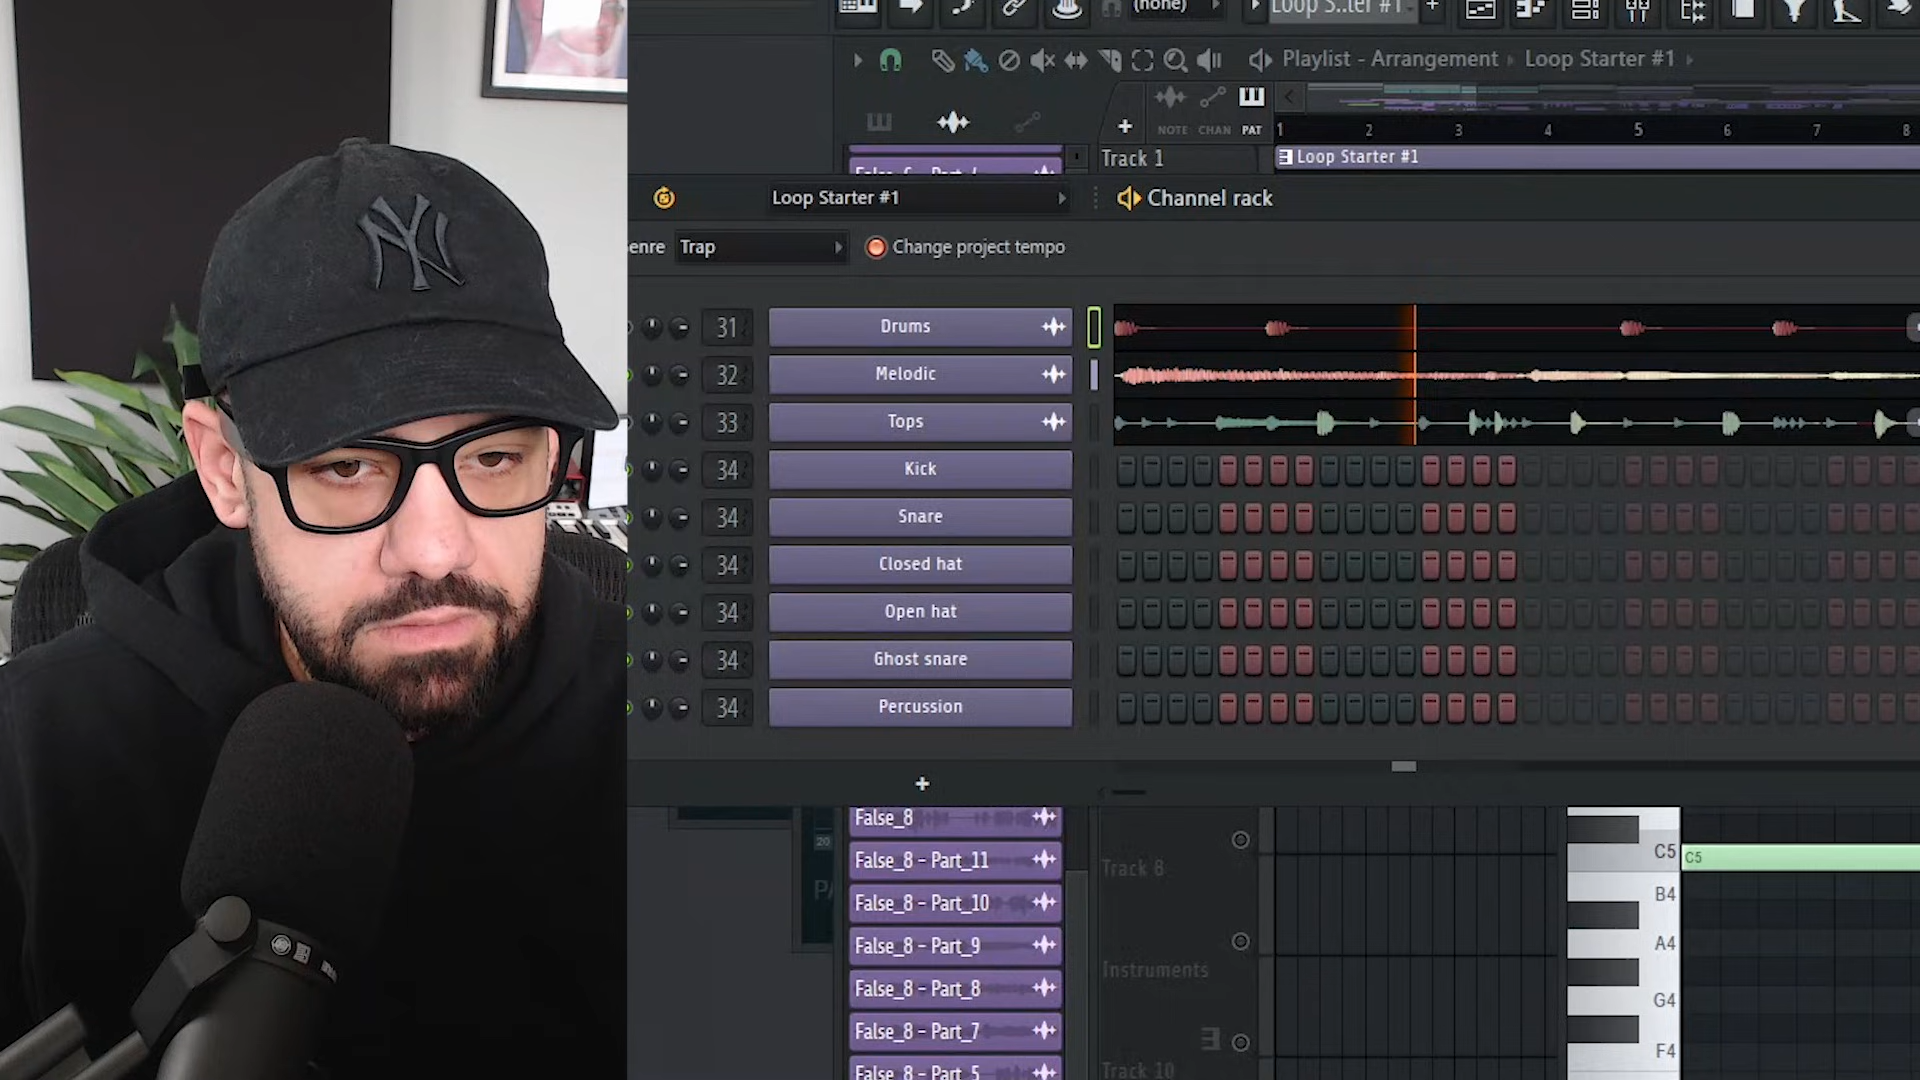 (none)
Loop S..ter #1
Playlist - Arrangement
Loop Starter #1
NOTE CHAN PAT
1 2 3 4 5 6 7 8
Track 1
Loop Starter #1
Loop Starter #1
Channel rack
enre
Trap
Change project tempo
31
Drums
32
Melodic
33
Tops
34
Kick
34
Snare
34
Closed hat
34
Open hat
34
Ghost snare
34
Percussion
+
False_8
False_8 - Part_11
False_8 - Part_10
False_8 - Part_9
False_8 - Part_8
False_8 - Part_7
False_8 - Part_5
20
Track 8
Instruments
Track 10
C5
C5
B4
A4
G4
F4
NY